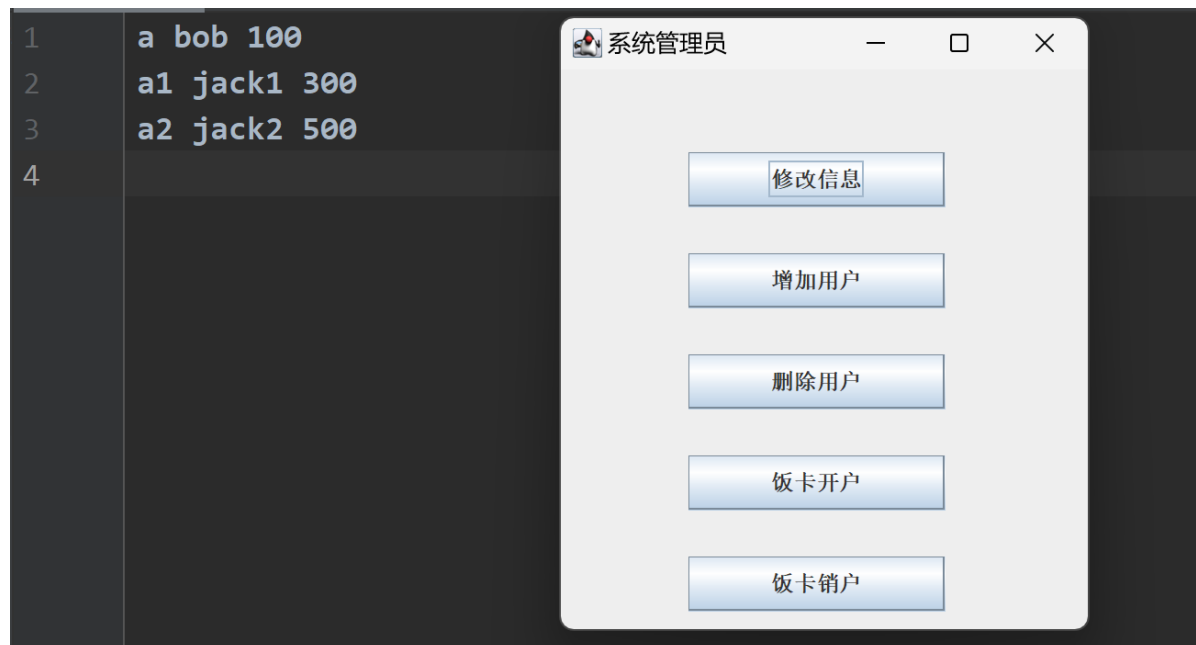 1 a bob 100
2 a1 jack1 300
3 a2 jack2 500
4
系统管理员
修改信息
增加用户
删除用户
饭卡开户
饭卡销户